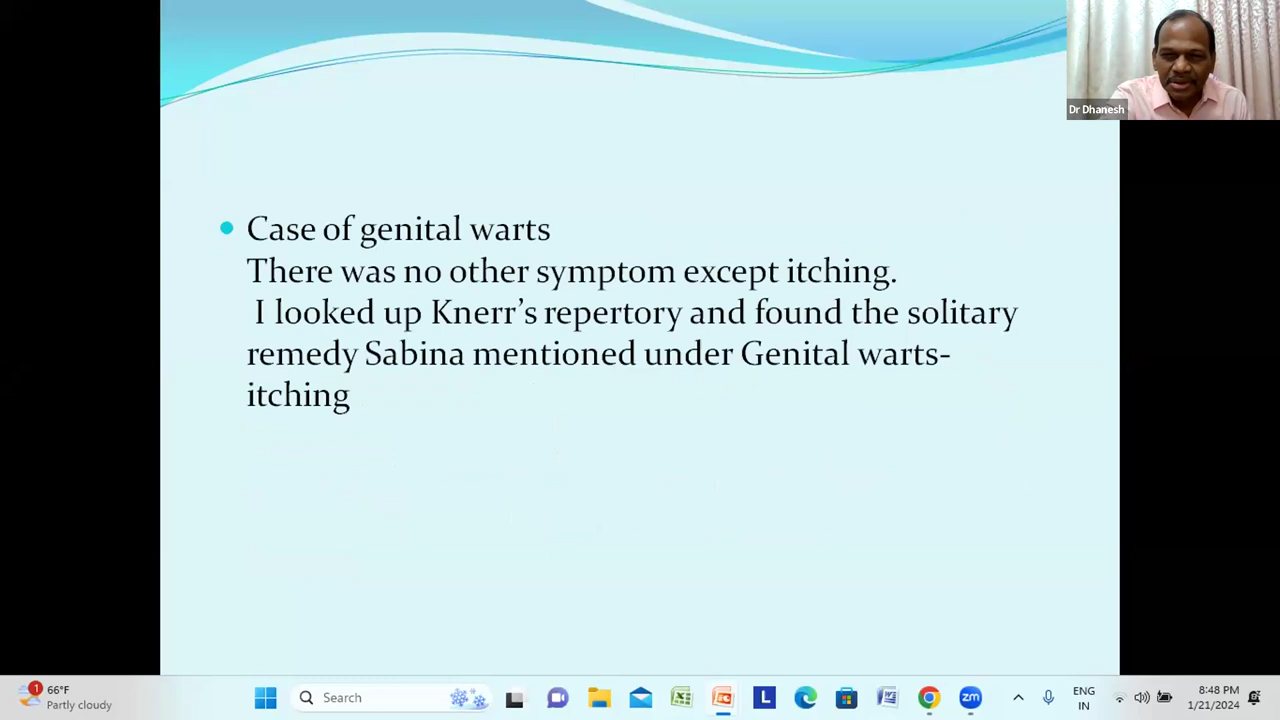 Dr Dhanesh
Case of genital warts
There was no other symptom except itching.
I looked up Knerr’s repertory and found the solitary
remedy Sabina mentioned under Genital warts-
itching
1
66°F
Partly cloudy
Search
L
zm
ENG
IN
8:48 PM
1/21/2024